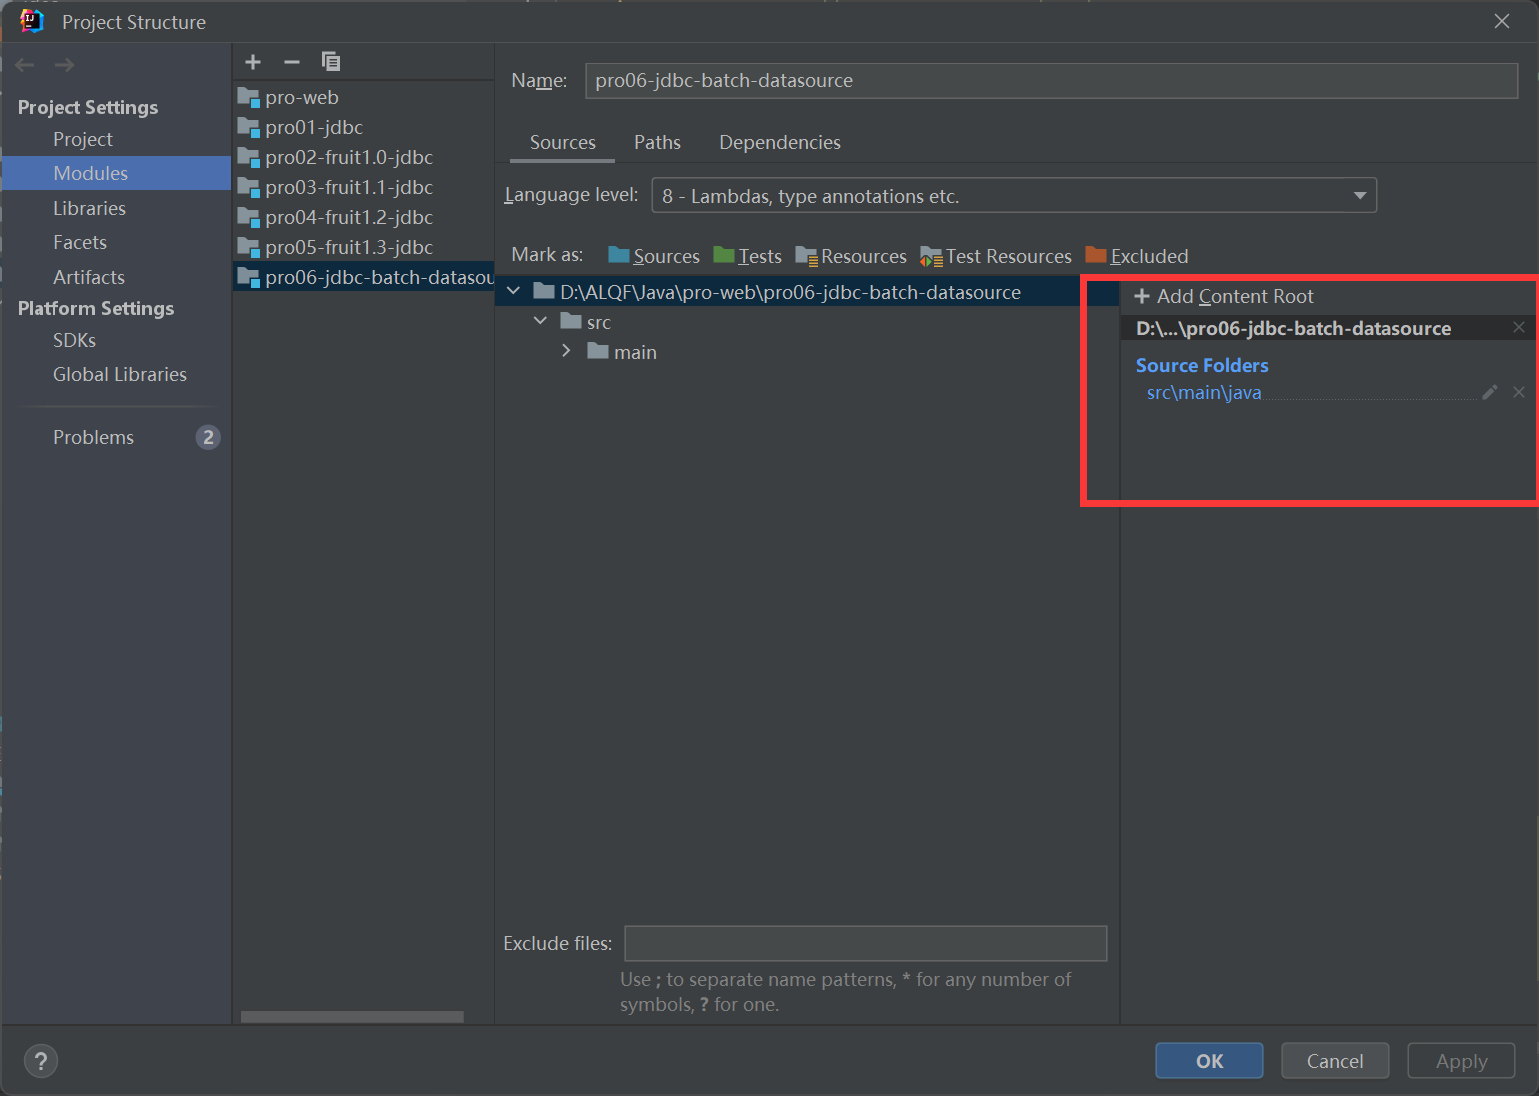 Project Structure
Project Settings
Project
Modules
Libraries
Facets
Artifacts
Platform Settings
SDKs
Global Libraries
Problems 2
pro-web
pro01-jdbc
pro02-fruit1.0-jdbc
pro03-fruit1.1-jdbc
pro04-fruit1.2-jdbc
pro05-fruit1.3-jdbc
pro06-jdbc-batch-datasou
Name: pro06-jdbc-batch-datasource
Sources Paths Dependencies
Language level: 8 - Lambdas, type annotations etc.
Mark as: Sources Tests Resources Test Resources Excluded
D:\ALQF\Java\pro-web\pro06-jdbc-batch-datasource
src
main
+ Add Content Root
D:\...\pro06-jdbc-batch-datasource
Source Folders
src\main\java
Exclude files:
Use ; to separate name patterns, * for any number of
symbols, ? for one.
?
OK Cancel Apply